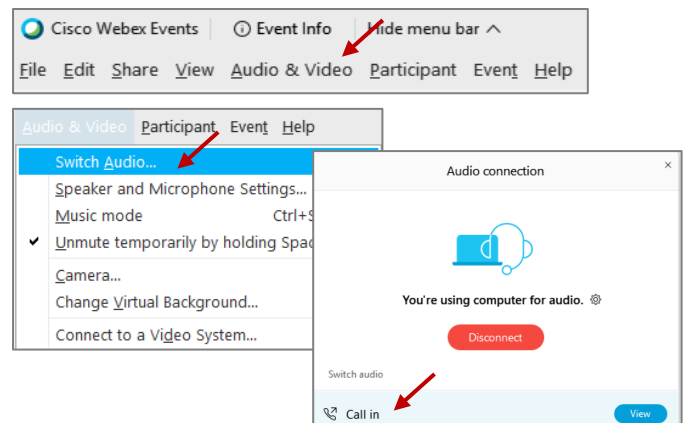 Cisco Webex Events Event Info Hide menu bar
File Edit Share View Audio & Video Participant Event Help
Audio & Video Participant Event Help
Switch Audio...
Speaker and Microphone Settings...
Music mode Ctrl+S
Unmute temporarily by holding Spac
Camera...
Change Virtual Background...
Connect to a Video System...
Audio connection
You're using computer for audio.
Disconnect
Switch audio
Call in View